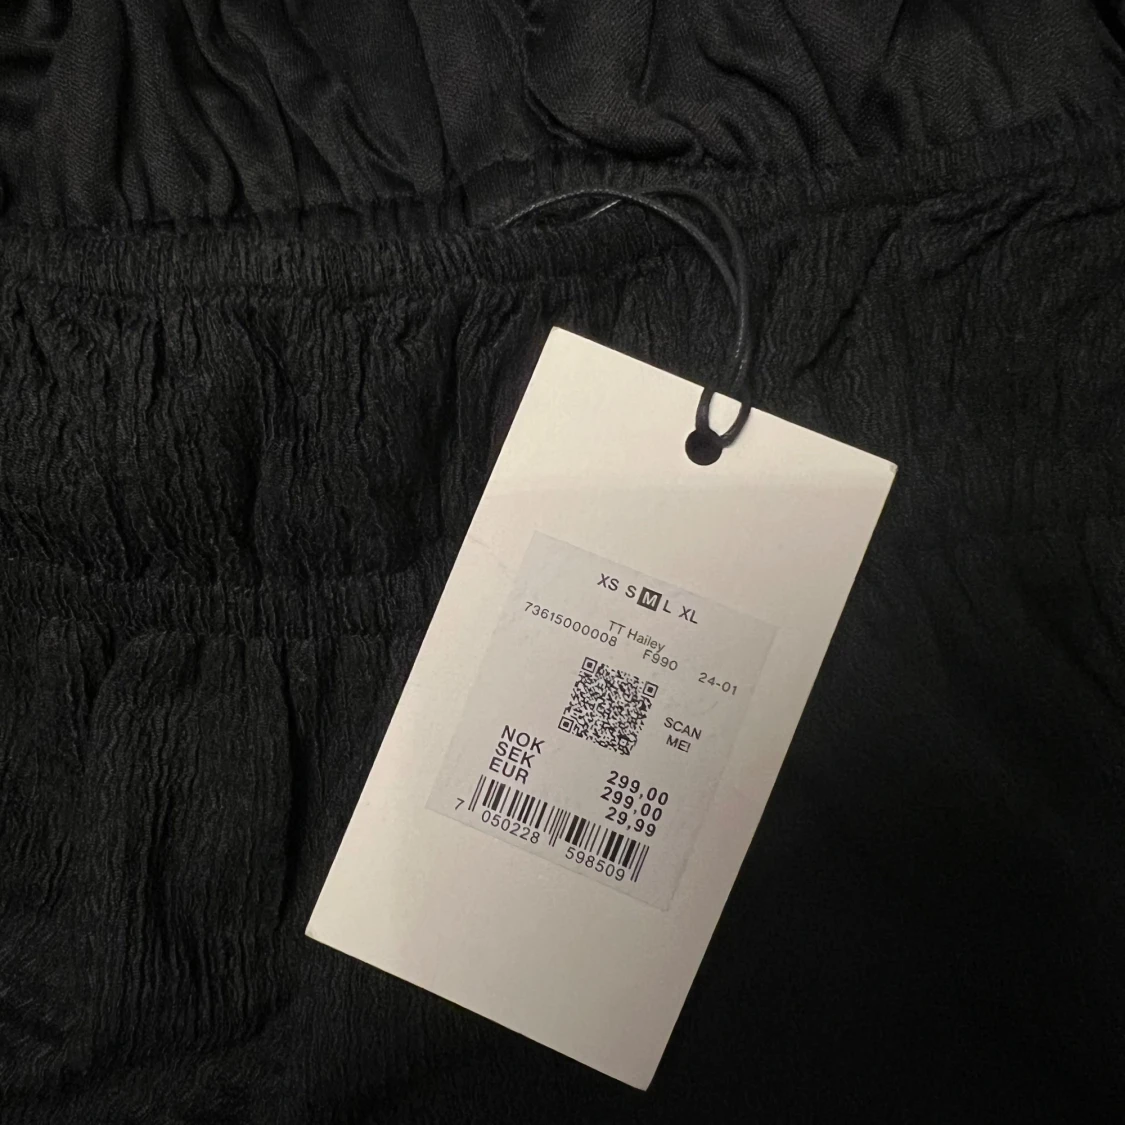 XS S M L XL
TT Hailey
73615000008 F990 24-01
SCAN
ME!
NOK 299,00
SEK 299,00
EUR 29,99
7 050228 598509